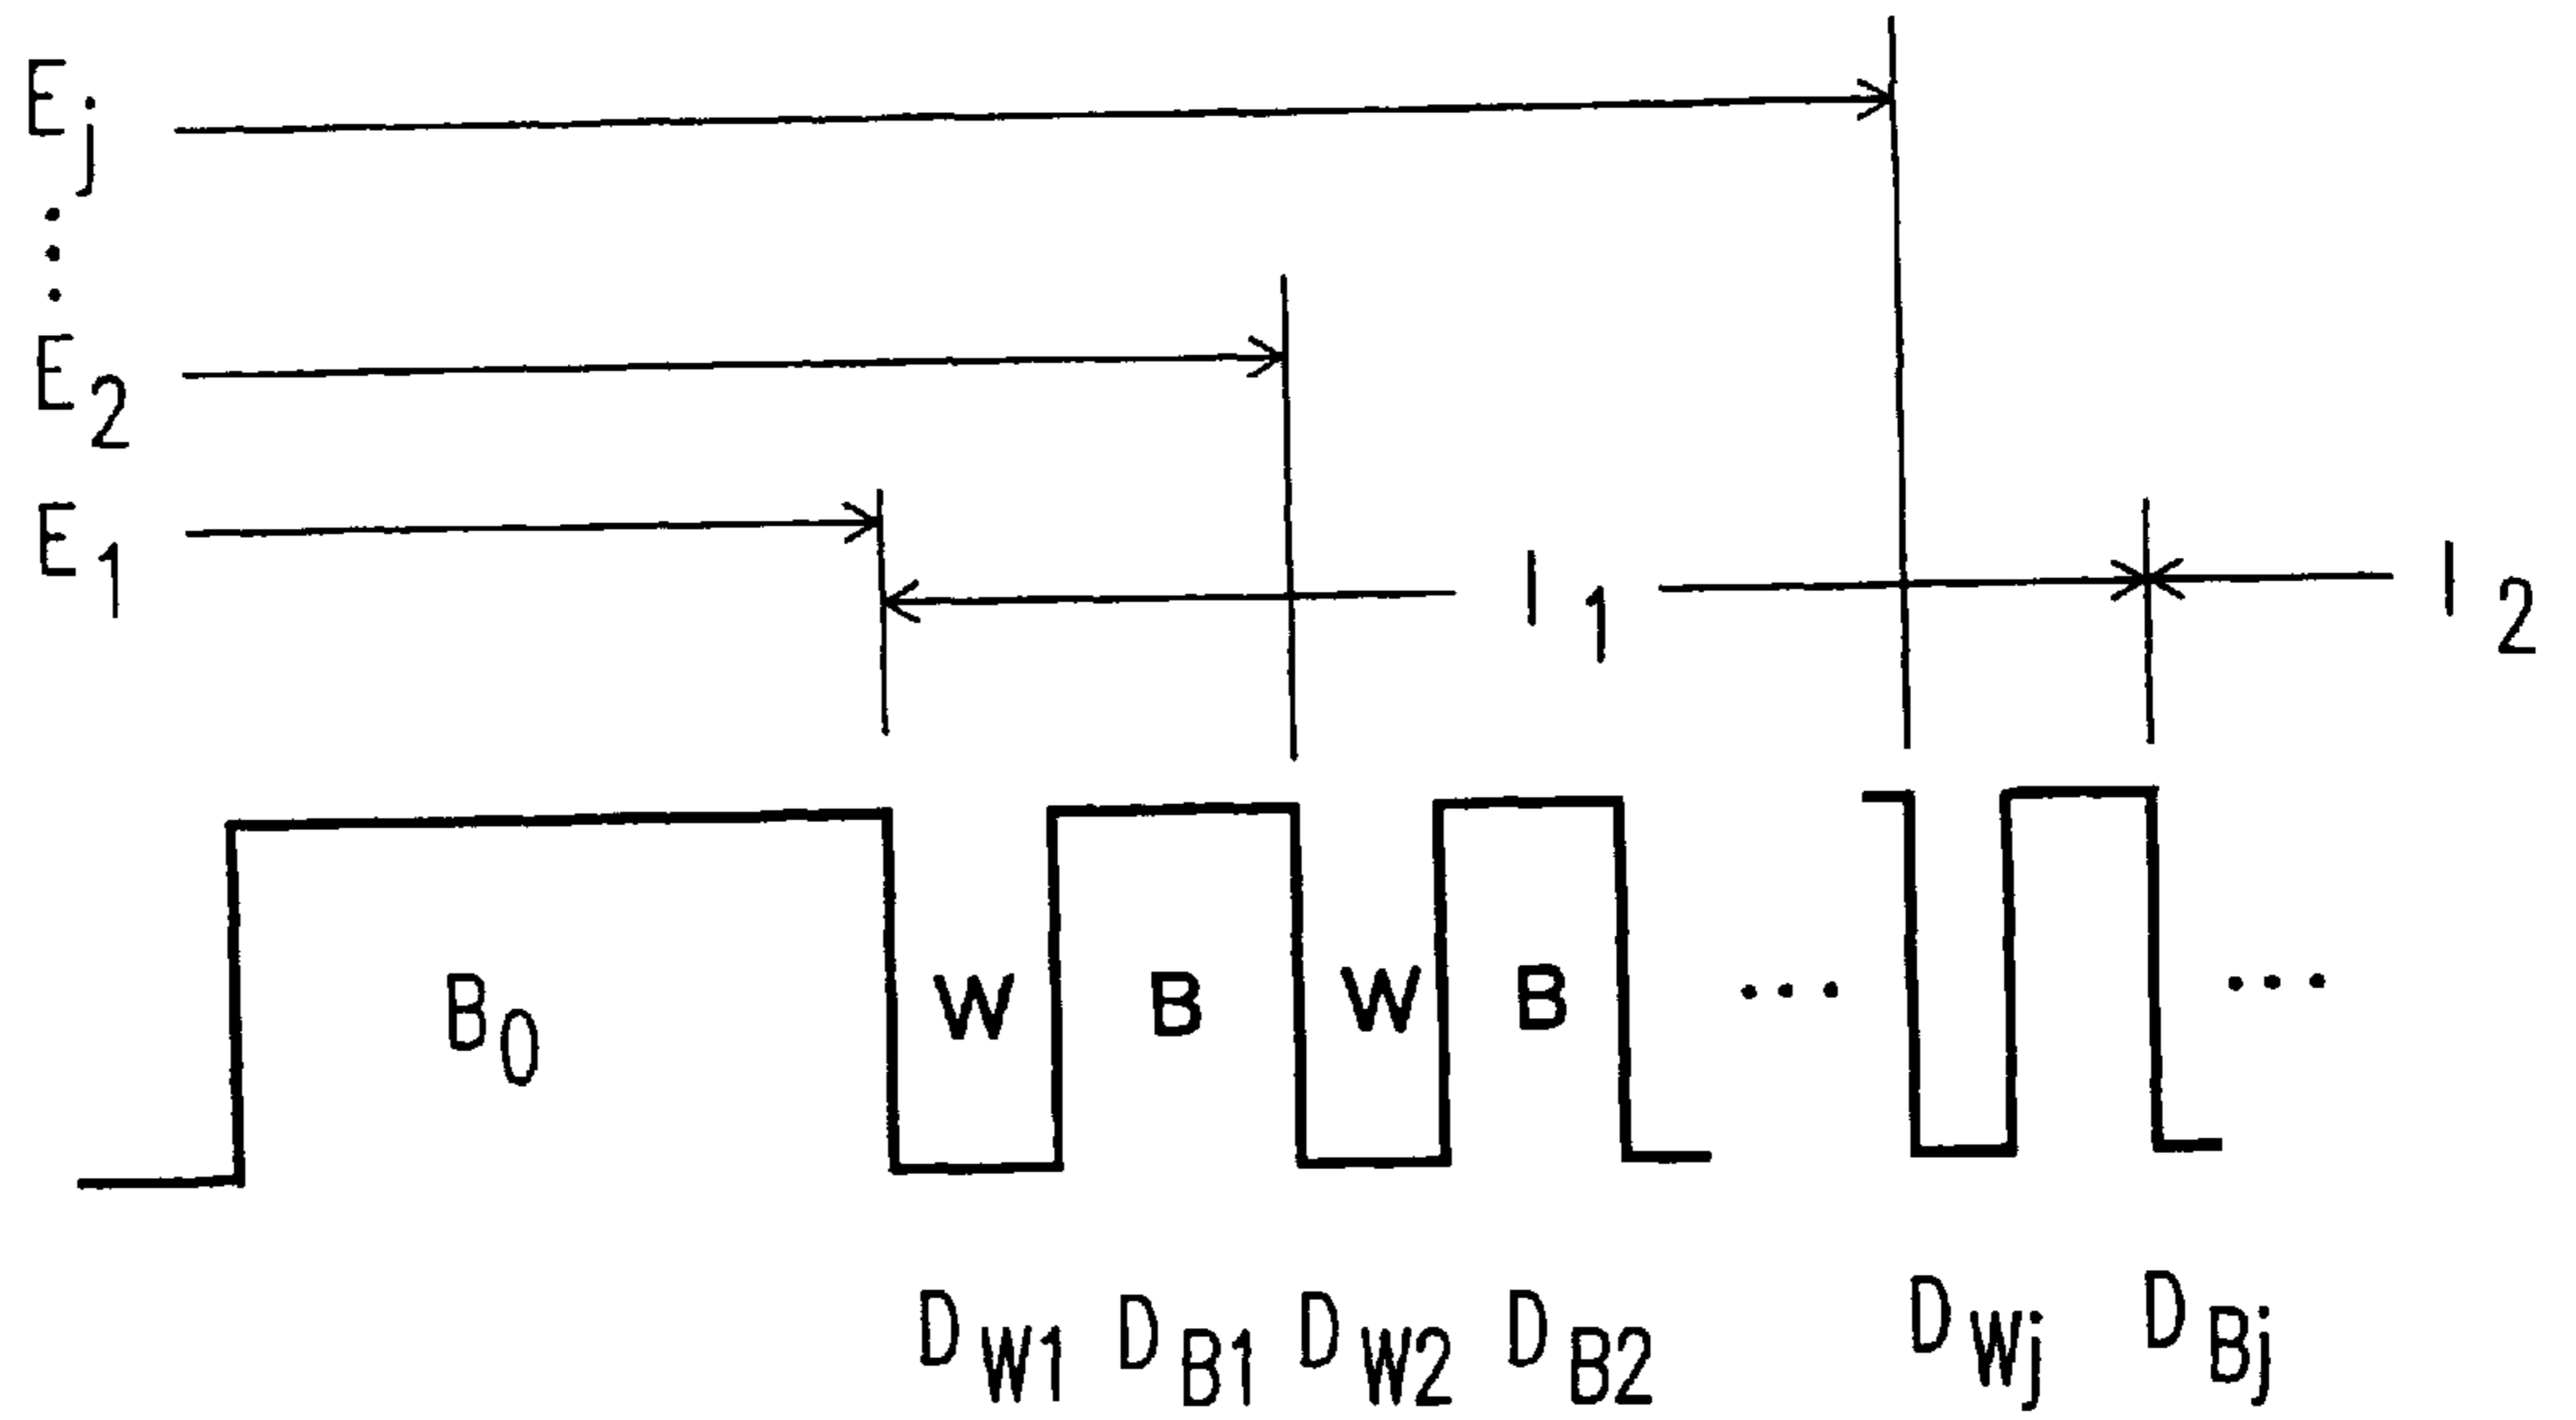 Ej
⋮
E2
E1
I1 I2
B0 W B W B ... ...
DW1 DB1 DW2 DB2 DWj DBj